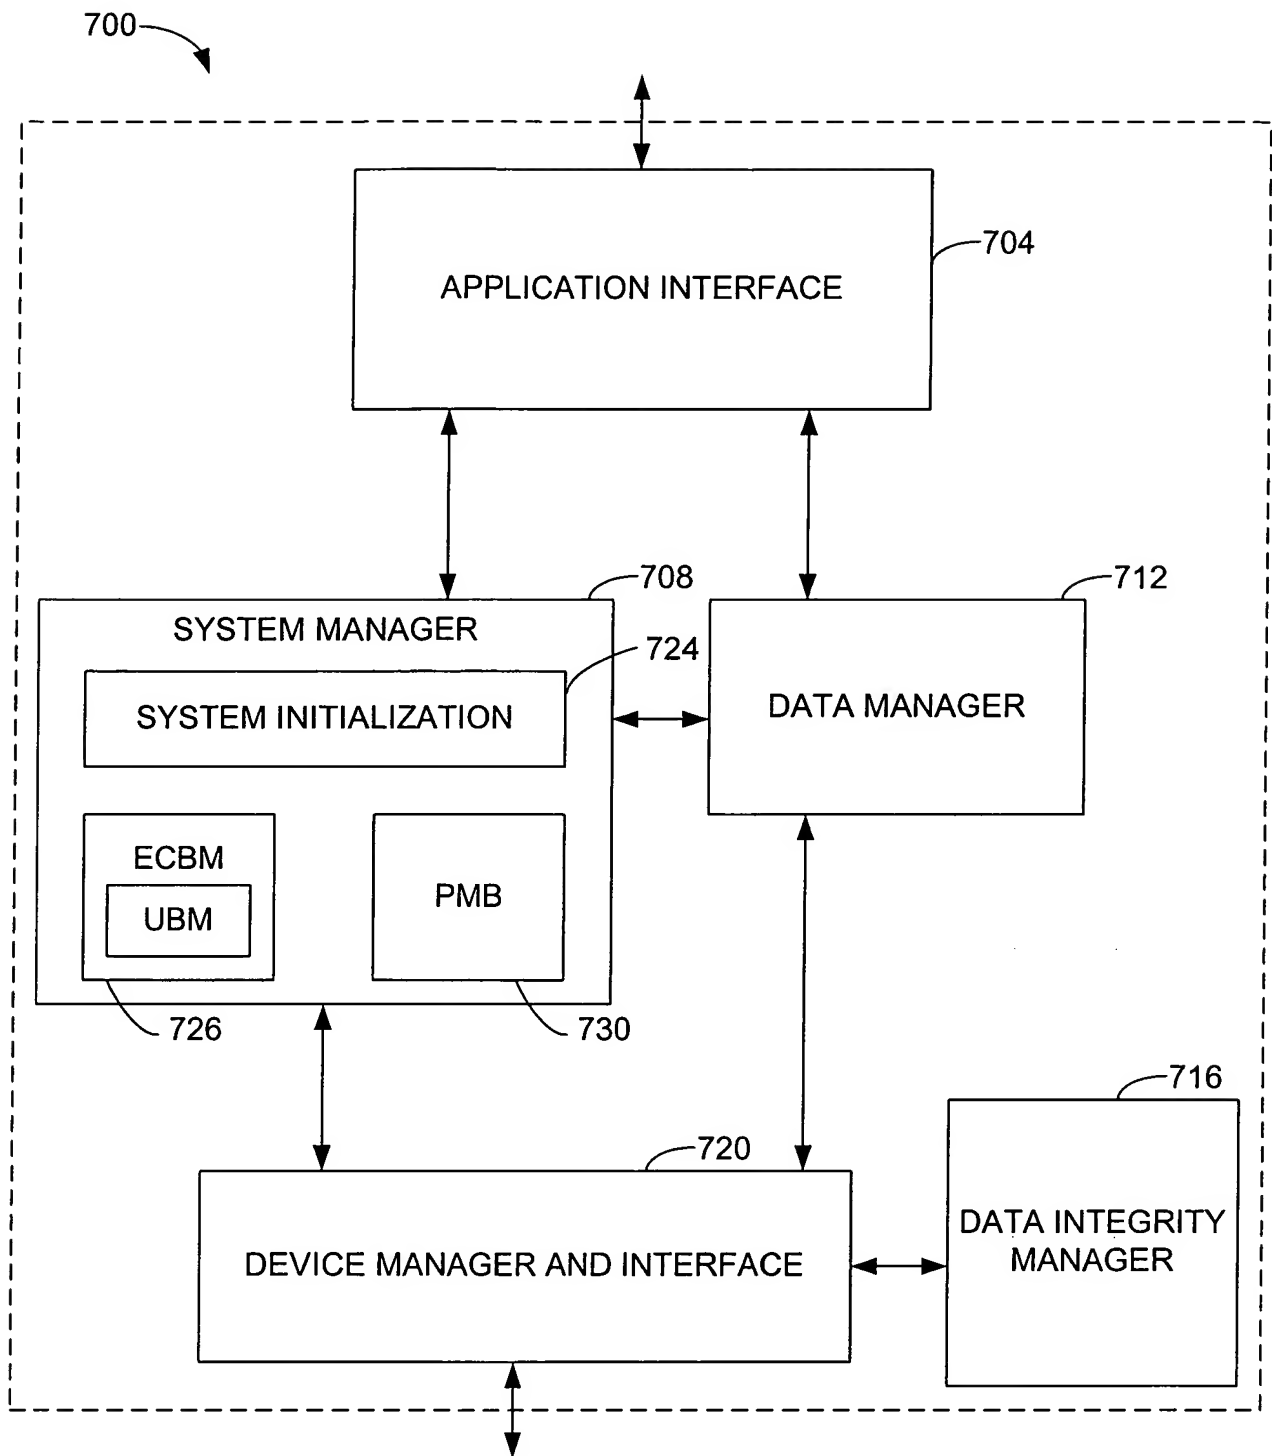 700
704
APPLICATION INTERFACE
708
712
SYSTEM MANAGER
724
SYSTEM INITIALIZATION
DATA MANAGER
ECBM
UBM
PMB
726
730
716
720
DATA INTEGRITY
MANAGER
DEVICE MANAGER AND INTERFACE